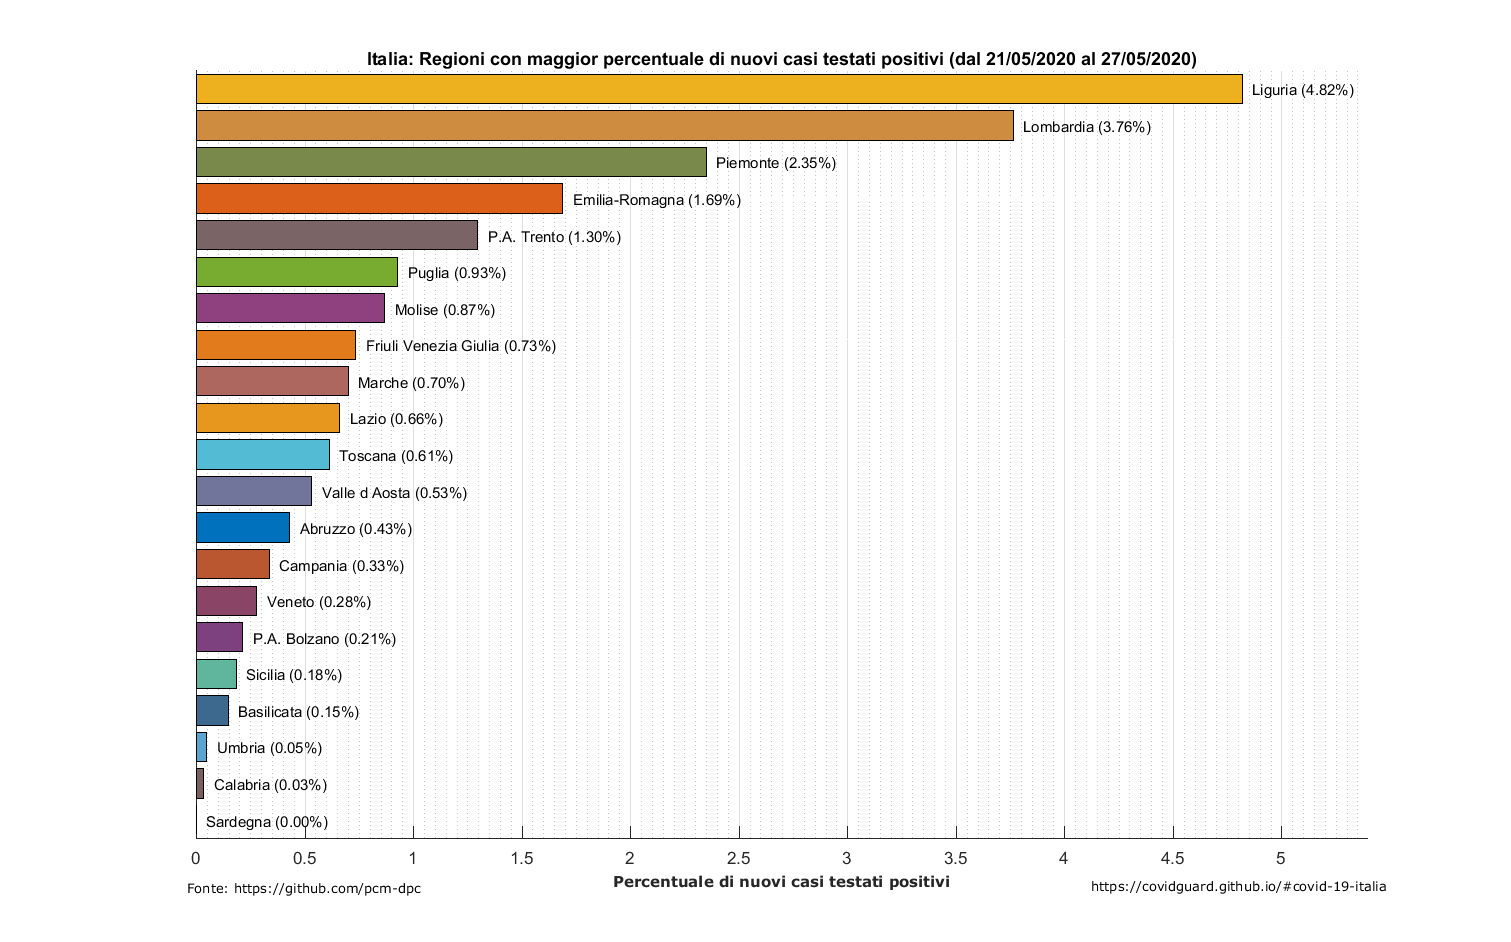 Italia: Regioni con maggior percentuale di nuovi casi testati positivi (dal 21/05/2020 al 27/05/2020)
Liguria (4.82%)
Lombardia (3.76%)
Piemonte (2.35%)
Emilia-Romagna (1.69%)
P.A. Trento (1.30%)
Puglia (0.93%)
Molise (0.87%)
Friuli Venezia Giulia (0.73%)
Marche (0.70%)
Lazio (0.66%)
Toscana (0.61%)
Valle d Aosta (0.53%)
Abruzzo (0.43%)
Campania (0.33%)
Veneto (0.28%)
P.A. Bolzano (0.21%)
Sicilia (0.18%)
Basilicata (0.15%)
Umbria (0.05%)
Calabria (0.03%)
Sardegna (0.00%)
0 0.5 1 1.5 2 2.5 3 3.5 4 4.5 5
Percentuale di nuovi casi testati positivi
Fonte: https://github.com/pcm-dpc
https://covidguard.github.io/#covid-19-italia